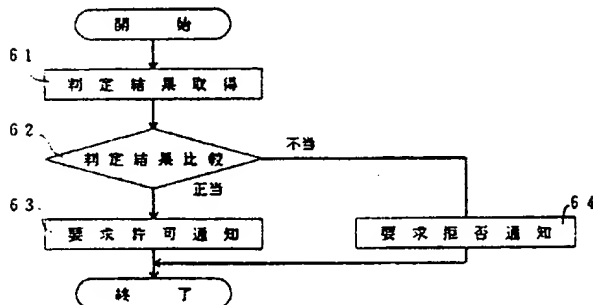 開 始
61
判 定 結 果 取 得
62
判 定 結 果 比 較
不当
正当
63
要 求 許 可 通 知
64
要 求 拒 否 通 知
終 了